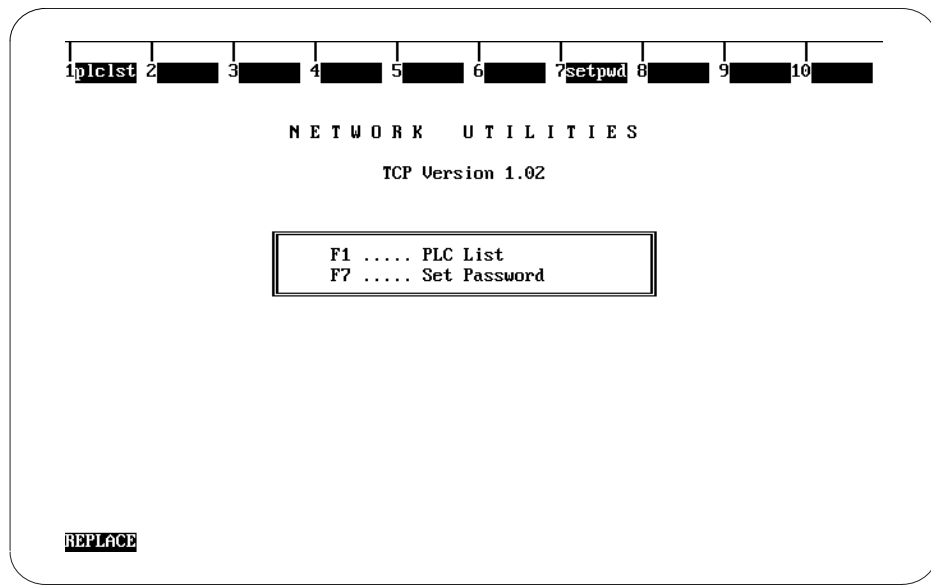 1plclst 2 3 4 5 6 7setpwd 8 9 10
N E T W O R K   U T I L I T I E S
TCP Version 1.02
F1 ..... PLC List
F7 ..... Set Password
REPLACE